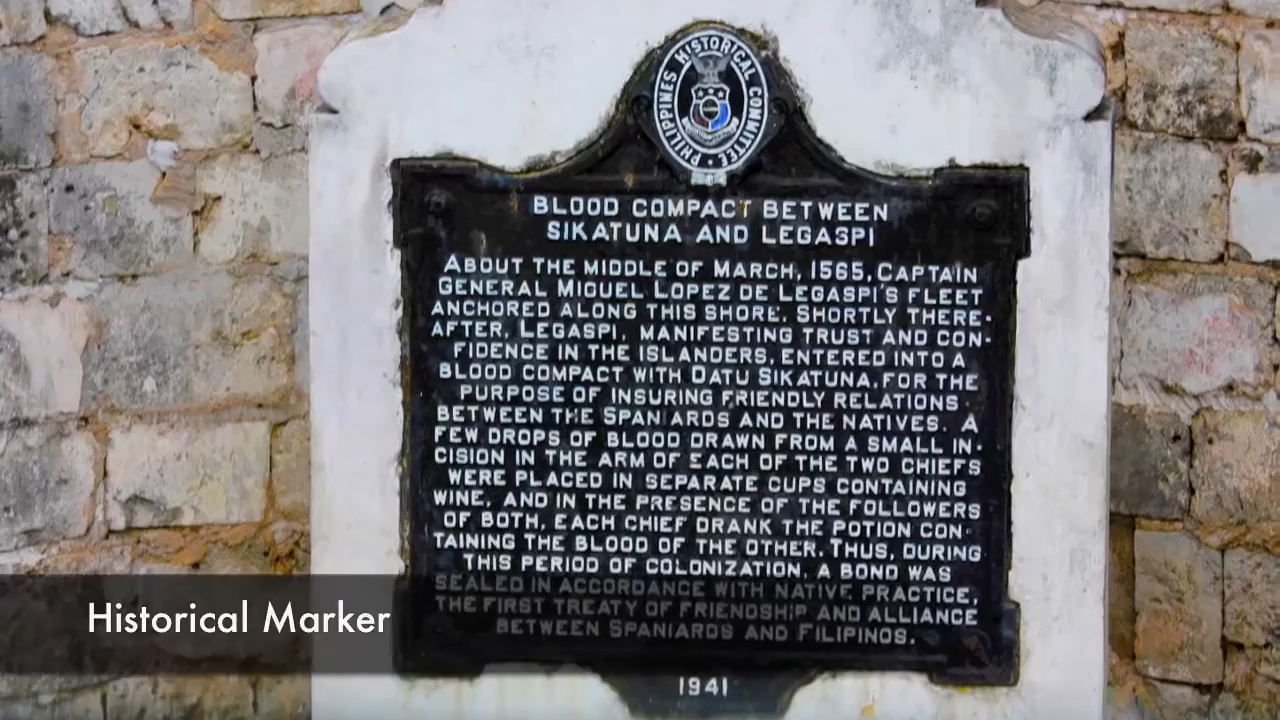 PHILIPPINES HISTORICAL COMMITTEE
BLOOD COMPACT BETWEEN
SIKATUNA AND LEGASPI
ABOUT THE MIDDLE OF MARCH, 1565, CAPTAIN
GENERAL MIGUEL LOPEZ DE LEGASPI'S FLEET
ANCHORED ALONG THIS SHORE. SHORTLY THERE-
AFTER, LEGASPI, MANIFESTING TRUST AND CON-
FIDENCE IN THE ISLANDERS, ENTERED INTO A
BLOOD COMPACT WITH DATU SIKATUNA, FOR THE
PURPOSE OF INSURING FRIENDLY RELATIONS
BETWEEN THE SPANIARDS AND THE NATIVES. A
FEW DROPS OF BLOOD DRAWN FROM A SMALL IN-
CISION IN THE ARM OF EACH OF THE TWO CHIEFS
WERE PLACED IN SEPARATE CUPS CONTAINING
WINE, AND IN THE PRESENCE OF THE FOLLOWERS
OF BOTH, EACH CHIEF DRANK THE POTION CON-
TAINING THE BLOOD OF THE OTHER. THUS, DURING
THIS PERIOD OF COLONIZATION, A BOND WAS
SEALED IN ACCORDANCE WITH NATIVE PRACTICE,
THE FIRST TREATY OF FRIENDSHIP AND ALLIANCE
BETWEEN SPANIARDS AND FILIPINOS.
1941
Historical Marker